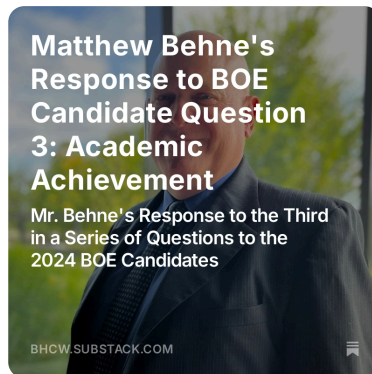 Matthew Behne's
Response to BOE
Candidate Question
3: Academic
Achievement
Mr. Behne's Response to the Third
in a Series of Questions to the
2024 BOE Candidates
BHCW.SUBSTACK.COM